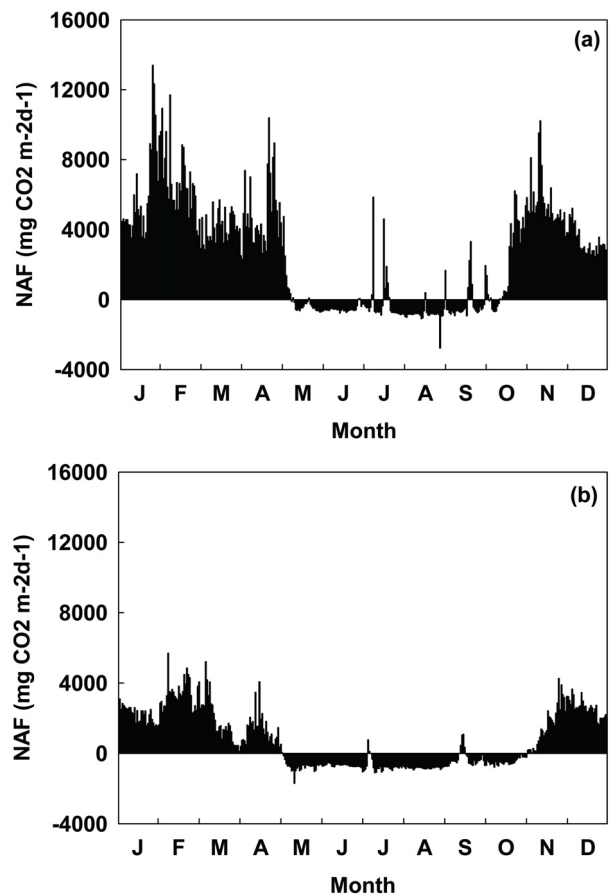 16000
(a)
12000
8000
4000
0
-4000
NAF (mg CO2 m-2d-1)
J F M A M J J A S O N D
Month
16000
(b)
12000
8000
4000
0
-4000
NAF (mg CO2 m-2d-1)
J F M A M J J A S O N D
Month